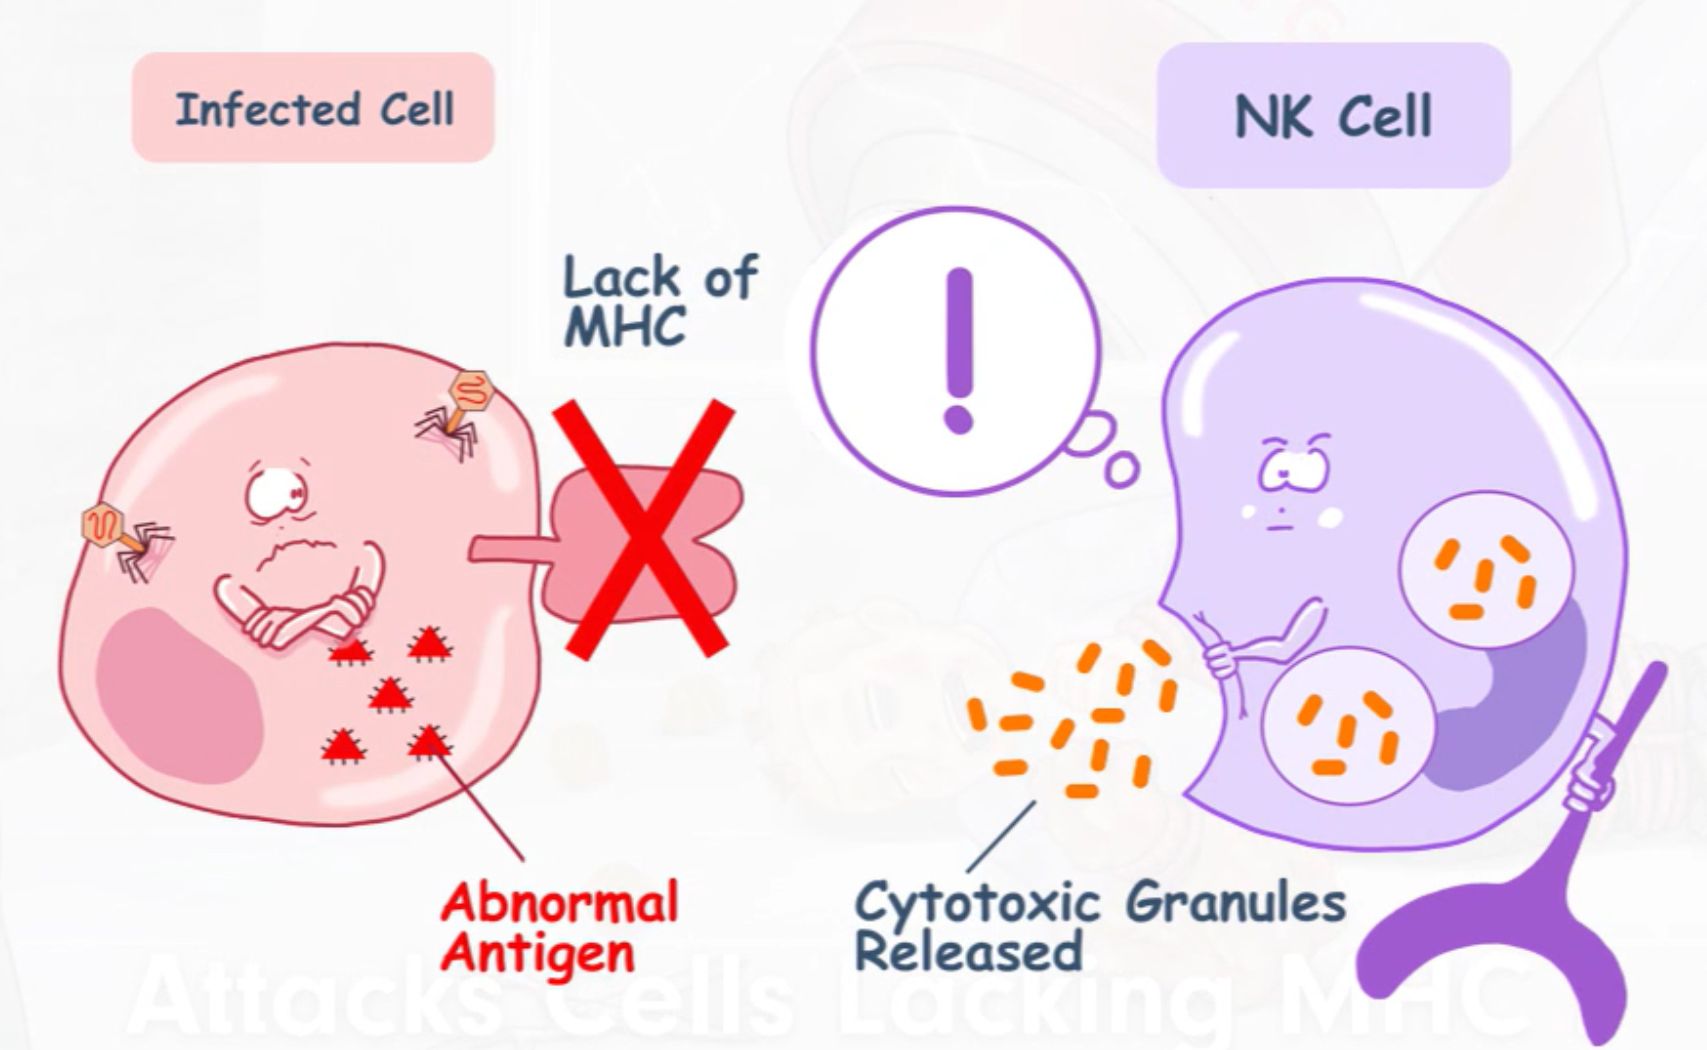 Infected Cell
NK Cell
Lack of
MHC
!
Abnormal
Antigen
Cytotoxic Granules
Released
Attacks Cells Lacking MHC